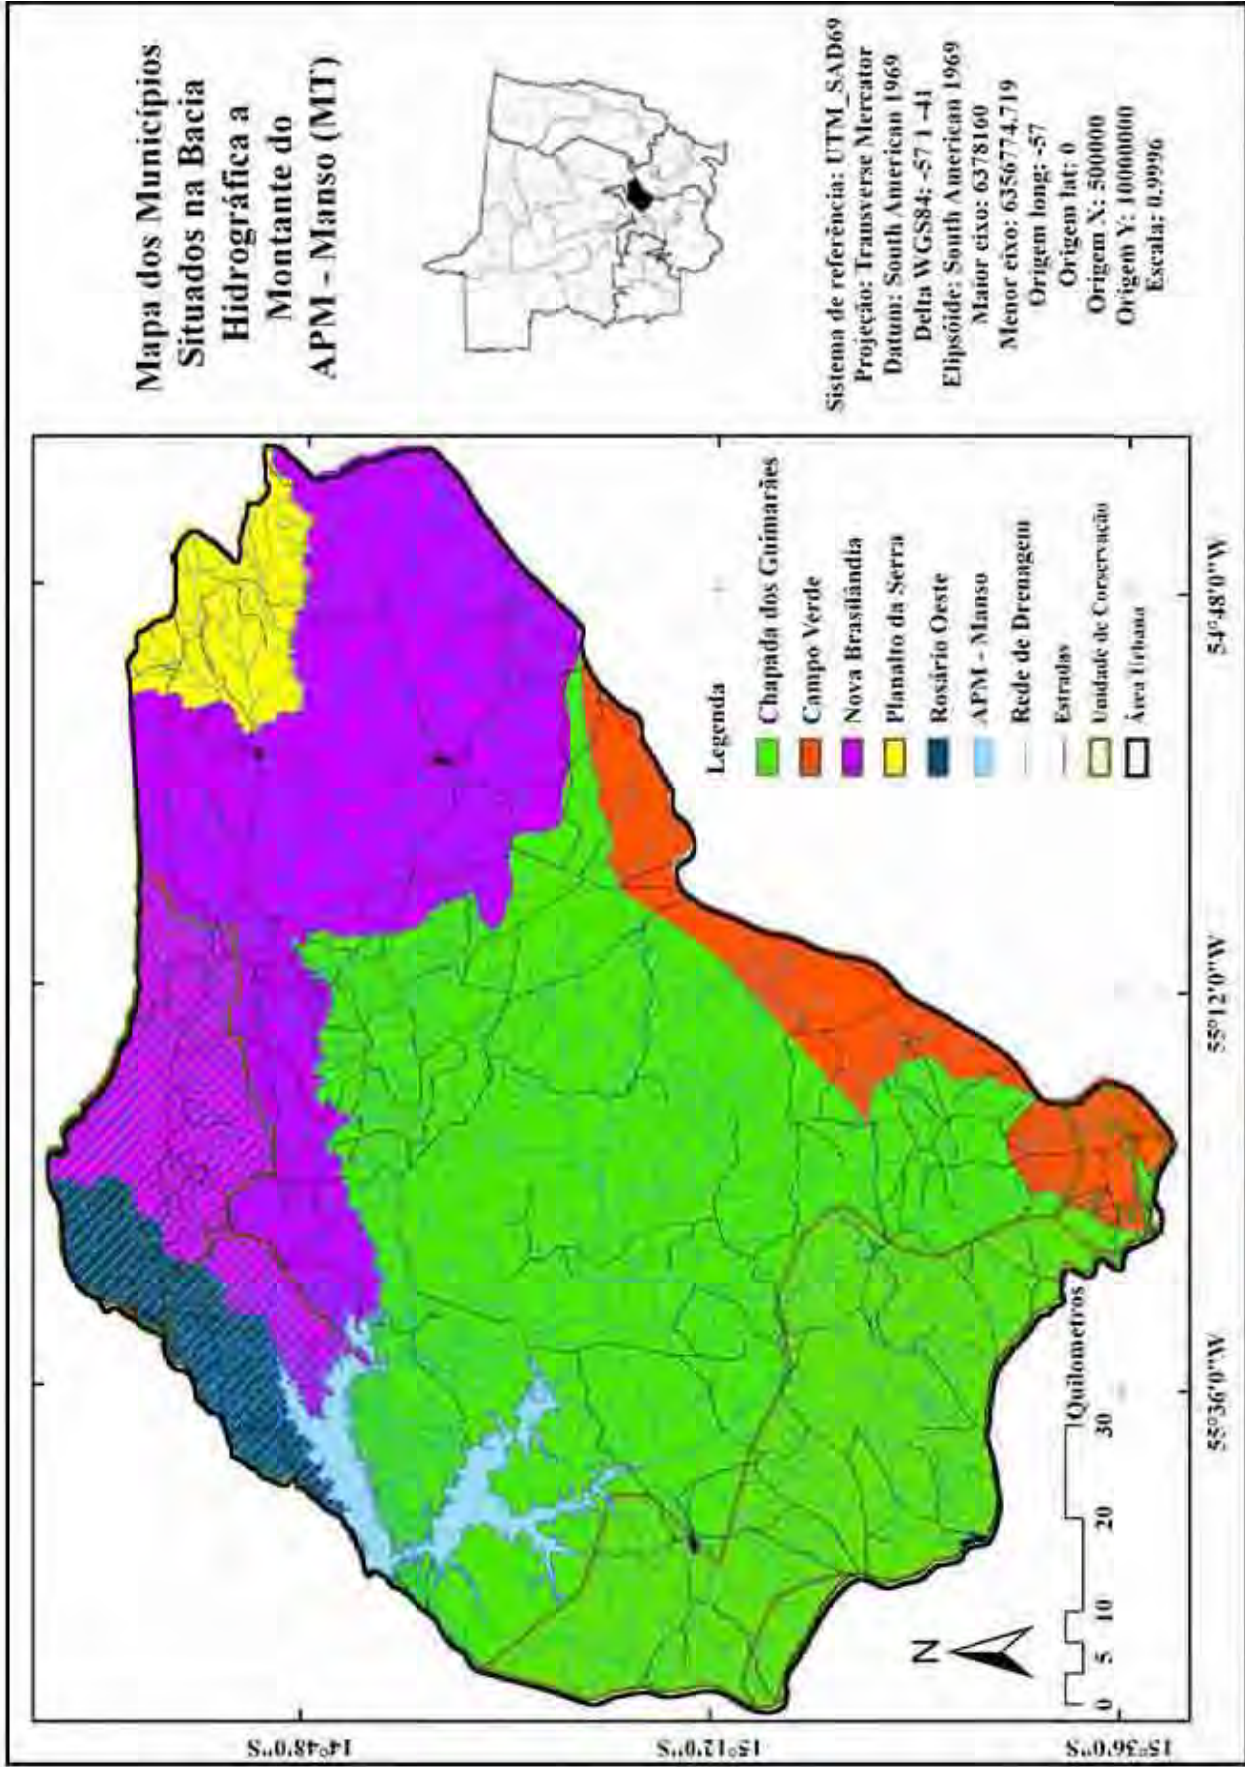 Mapa dos Municípios
Situados na Bacia
Hidrográfica a
Montante do
APM - Manso (MT)
Sistema de referência: UTM_SAD69
Projeção: Transverse Mercator
Datum: South American 1969
Delta WGS84: -57 1 -41
Elipsóide: South American 1969
Maior eixo: 6378160
Menor eixo: 6356774.719
Origem long: -57
Origem lat: 0
Origem X: 500000
Origem Y: 10000000
Escala: 0.9996
Legenda
Chapada dos Guimarães
Campo Verde
Nova Brasilândia
Planalto da Serra
Rosário Oeste
APM - Manso
Rede de Drenagem
Estradas
Unidade de Conservação
Área Urbana
N
0 5 10 20 30
Quilometros
14°48'0"S
15°12'0"S
15°36'0"S
55°36'0"W
55°12'0"W
54°48'0"W